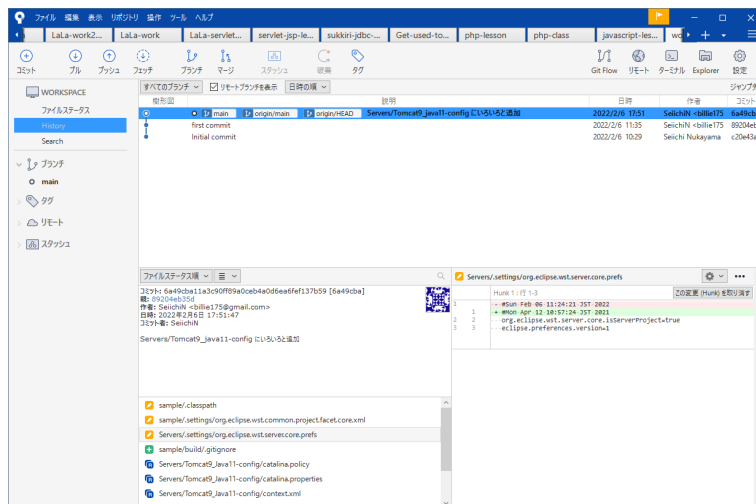 ファイル 編集 表示 リポジトリ 操作 ツール ヘルプ
LaLa-work2... LaLa-work LaLa-servlet... servlet-jsp-le... sukkiri-jdbc-... Get-used-to... php-lesson php-class javascript-les...
コミット プル プッシュ フェッチ ブランチ マージ スタッシュ 破棄 タグ Git Flow リモート ターミナル Explorer 設定
WORKSPACE
ファイルステータス
History
Search
ブランチ
main
タグ
リモート
スタッシュ
すべてのブランチ リモートブランチを表示 日時の順 ジャンプ先
樹形図 説明 日時 作者 コミット
main origin/main origin/HEAD Servers/Tomcat9_java11-config にいろいろと追加 2022/2/6 17:51 SeiichiN <billie175 6a49cba
first commit 2022/2/6 11:35 SeiichiN <billie175 89204eb
Initial commit 2022/2/6 10:29 Seiichi Nukayama c20e43a
ファイルステータス順
コミット: 6a49cba11a3c90ff89a0ceb4a0d6ea6fef137b59 [6a49cba]
親: 89204eb35d
作者: SeiichiN <billie175@gmail.com>
日時: 2022年2月6日 17:51:47
コミット者: SeiichiN
Servers/Tomcat9_java11-config にいろいろと追加
sample/.classpath
sample/.settings/org.eclipse.wst.common.project.facet.core.xml
Servers/.settings/org.eclipse.wst.server.core.prefs
sample/build/.gitignore
Servers/Tomcat9_Java11-config/catalina.policy
Servers/Tomcat9_Java11-config/catalina.properties
Servers/Tomcat9_Java11-config/context.xml
Servers/.settings/org.eclipse.wst.server.core.prefs
Hunk 1 : 行 1-3 この変更 (Hunk) を取り消す
1 - #Sun Feb 06 11:24:21 JST 2022
1 + #Mon Apr 12 10:57:24 JST 2021
2 2 org.eclipse.wst.server.core.isServerProject=true
3 3 eclipse.preferences.version=1